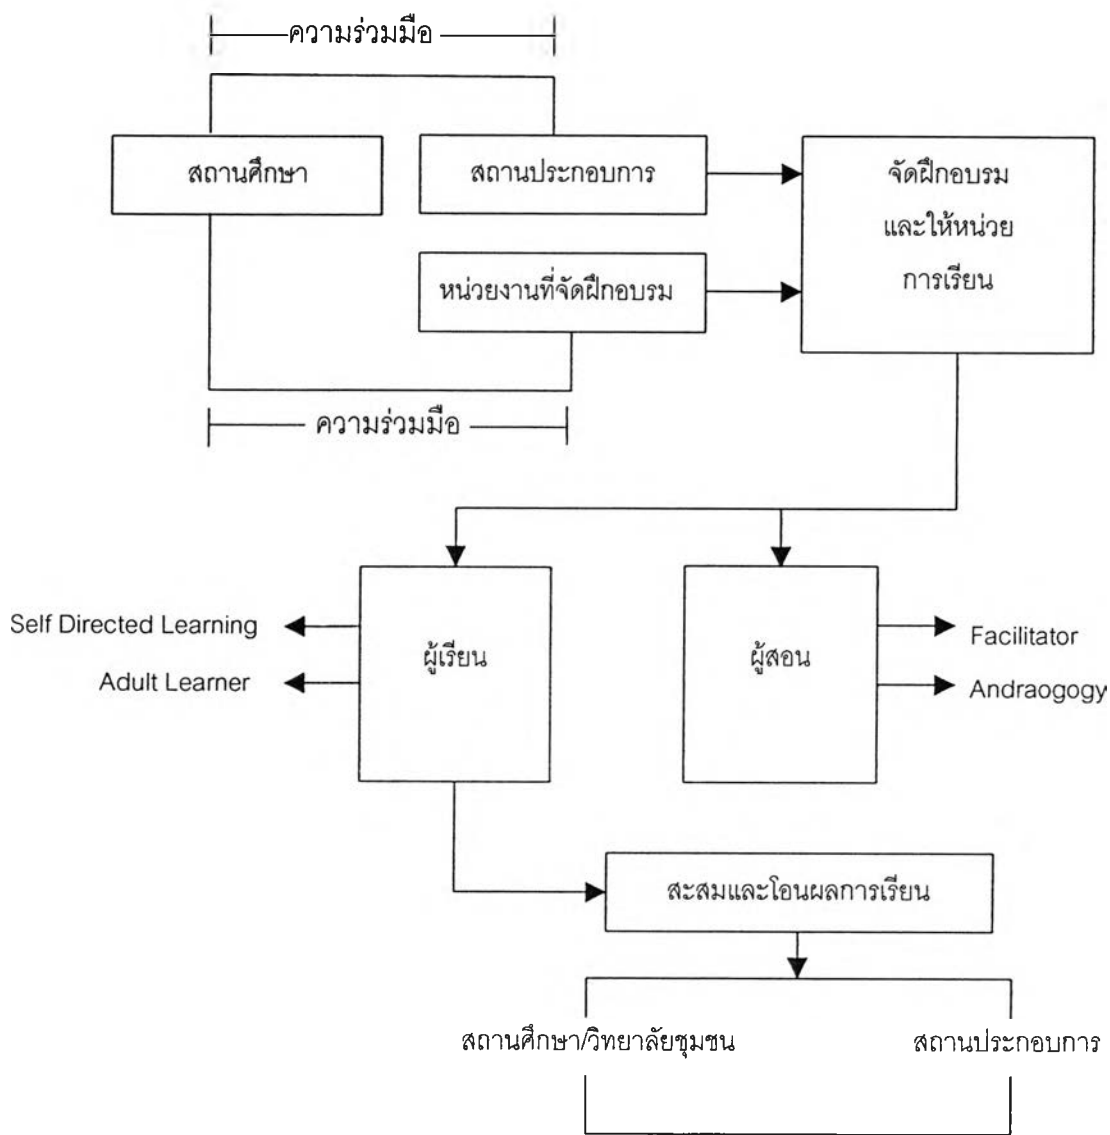 ความร่วมมือ
สถานศึกษา
สถานประกอบการ
จัดฝึกอบรม
และให้หน่วย
การเรียน
หน่วยงานที่จัดฝึกอบรม
ความร่วมมือ
Self Directed Learning
Adult Learner
ผู้เรียน
ผู้สอน
Facilitator
Andraogogy
สะสมและโอนผลการเรียน
สถานศึกษา/วิทยาลัยชุมชน
สถานประกอบการ